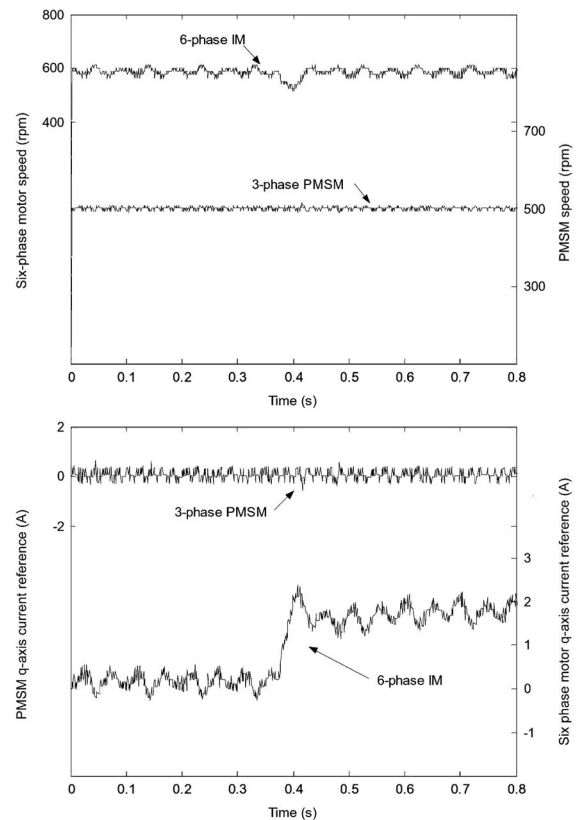 800
6-phase IM
600
400
700
3-phase PMSM
500
300
Six-phase motor speed (rpm)
PMSM speed (rpm)
0 0.1 0.2 0.3 0.4 0.5 0.6 0.7 0.8
Time (s)
2
0
-2
3-phase PMSM
3
2
1
0
-1
6-phase IM
PMSM q-axis current reference (A)
Six phase motor q-axis current reference (A)
0 0.1 0.2 0.3 0.4 0.5 0.6 0.7 0.8
Time (s)